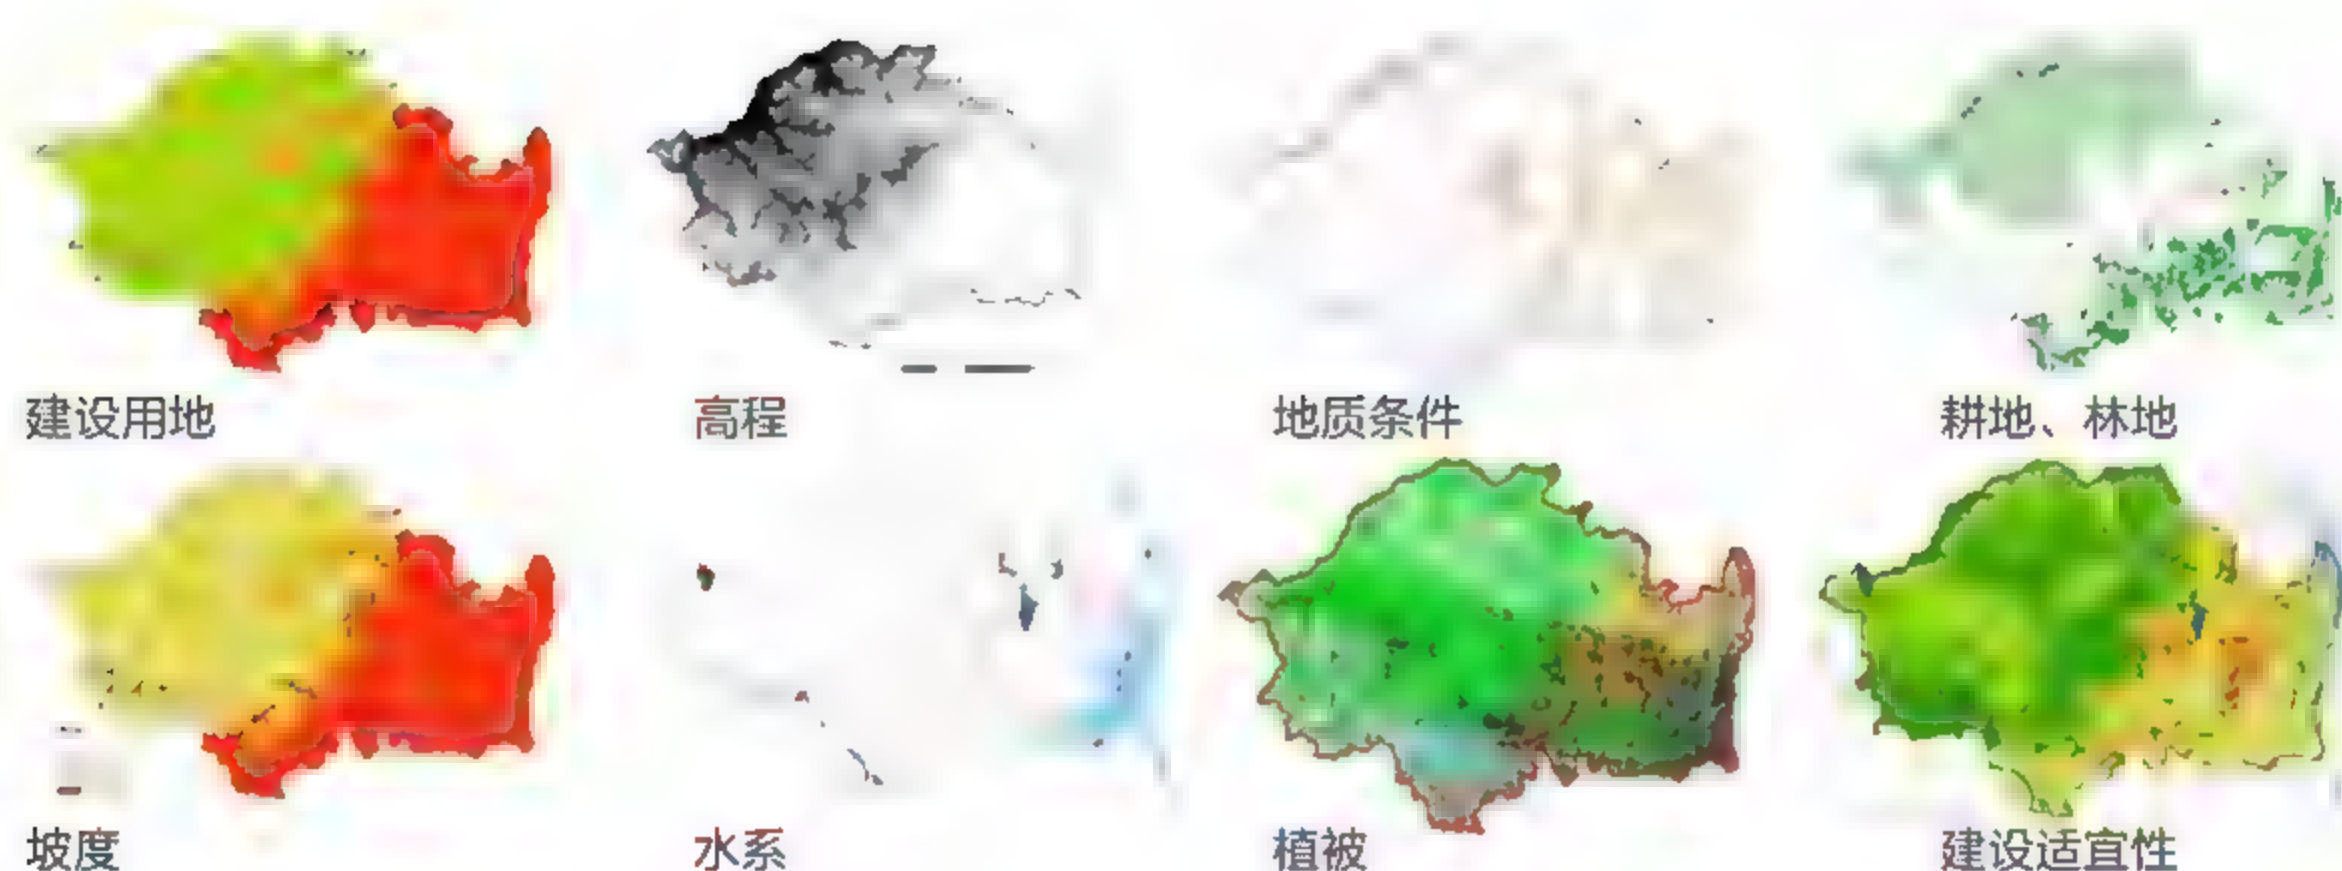 建设用地
高程
地质条件
耕地、林地
坡度
水系
植被
建设适宜性